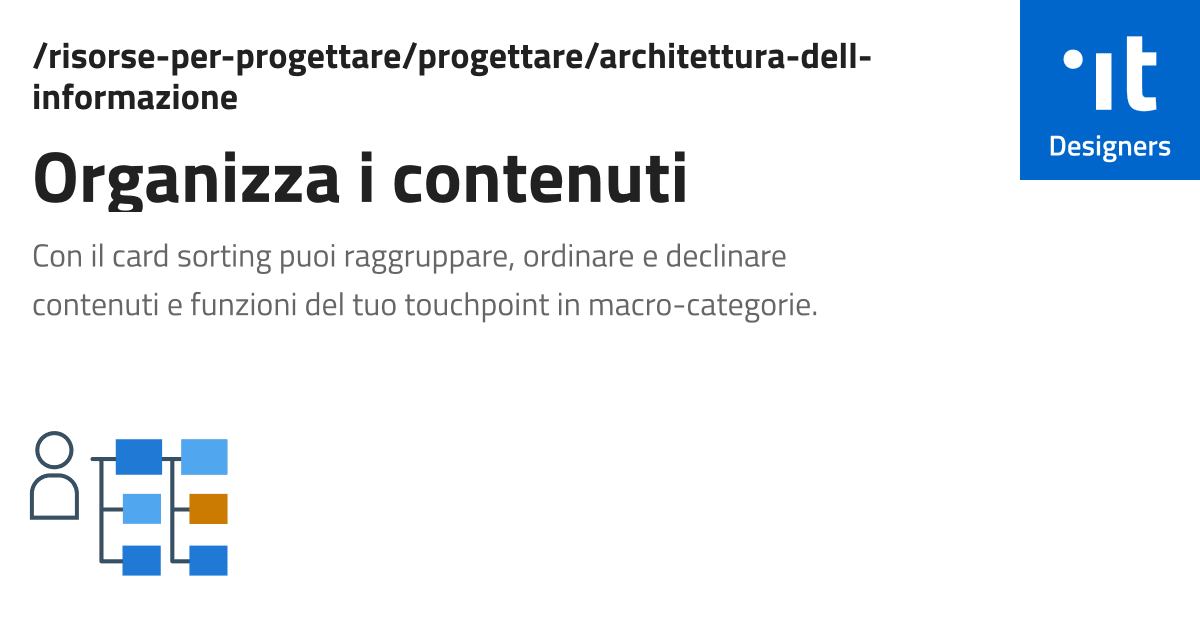 /risorse-per-progettare/progettare/architettura-dell-
informazione
Organizza i contenuti
Con il card sorting puoi raggruppare, ordinare e declinare
contenuti e funzioni del tuo touchpoint in macro-categorie.
it
Designers